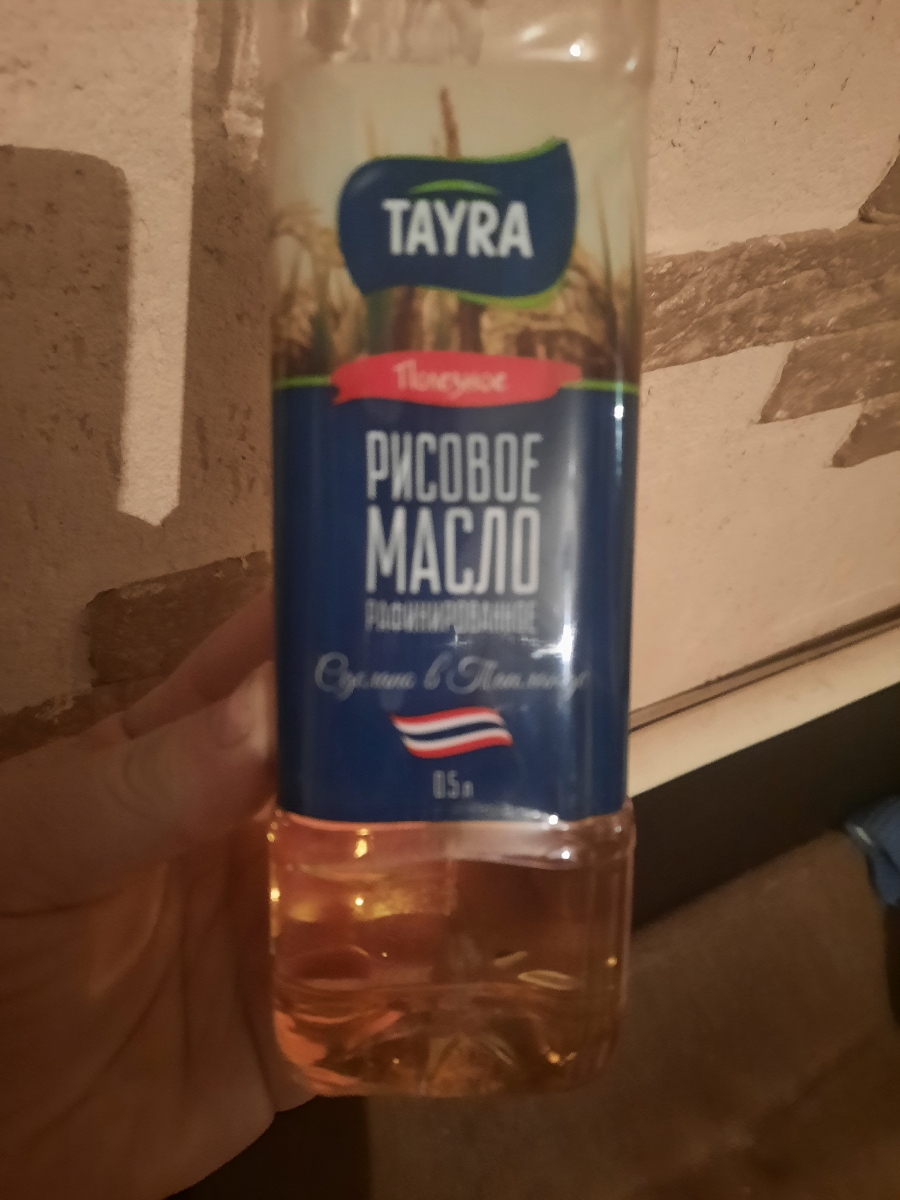 TAYRA
Полезное
РИСОВОЕ
МАСЛО
РАФИНИРОВАННОЕ
Сделано в Таиланде
0.5 л